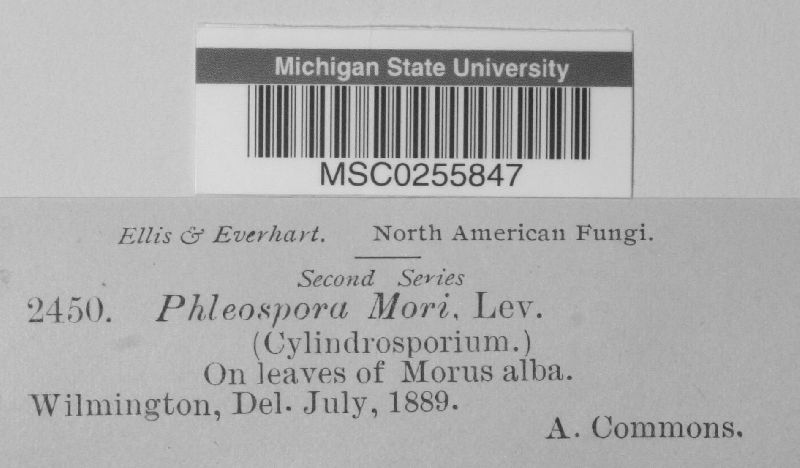 Michigan State University
MSC0255847
Ellis & Everhart. North American Fungi.
Second Series
2450. Phleospora Mori, Lev.
(Cylindrosporium.)
On leaves of Morus alba.
Wilmington, Del. July, 1889.
A. Commons.